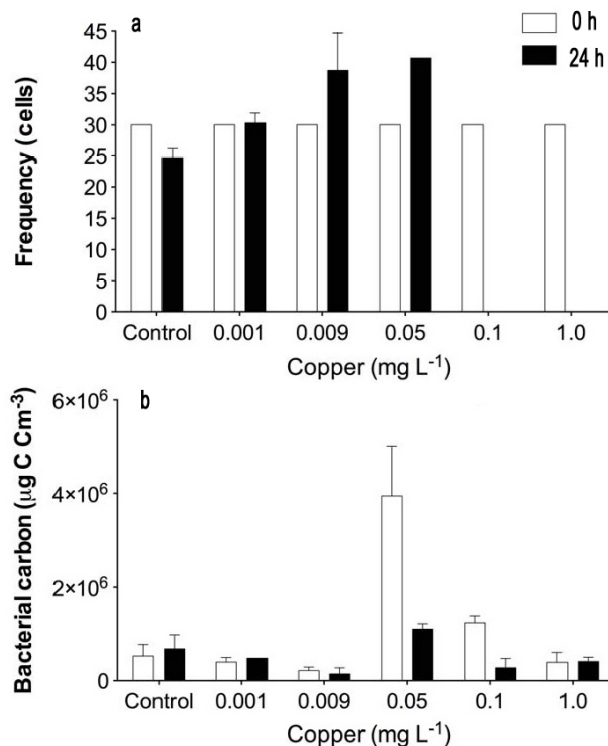 a
0 h
24 h
Frequency (cells)
45
40
35
30
25
20
15
10
5
0
Control 0.001 0.009 0.05 0.1 1.0
Copper (mg L⁻¹)
b
Bacterial carbon (µg C Cm⁻³)
6×10⁶
4×10⁶
2×10⁶
0
Control 0.001 0.009 0.05 0.1 1.0
Copper (mg L⁻¹)